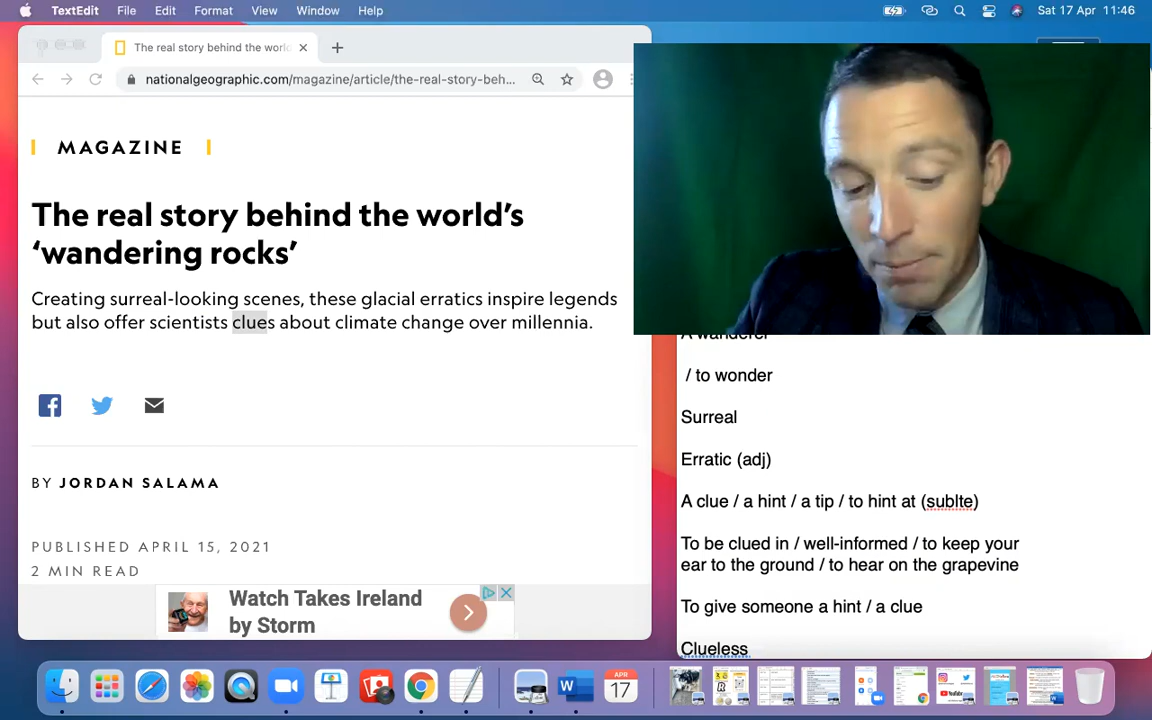 TextEdit File Edit Format View Window Help Sat 17 Apr 11:46
The real story behind the worl
nationalgeographic.com/magazine/article/the-real-story-beh...
MAGAZINE
The real story behind the world's
‘wandering rocks’
Creating surreal-looking scenes, these glacial erratics inspire legends
but also offer scientists clues about climate change over millennia.
BY JORDAN SALAMA
PUBLISHED APRIL 15, 2021
2 MIN READ
Watch Takes Ireland
by Storm
A wanderer
/ to wonder
Surreal
Erratic (adj)
A clue / a hint / a tip / to hint at (sublte)
To be clued in / well-informed / to keep your
ear to the ground / to hear on the grapevine
To give someone a hint / a clue
Clueless
APR
17